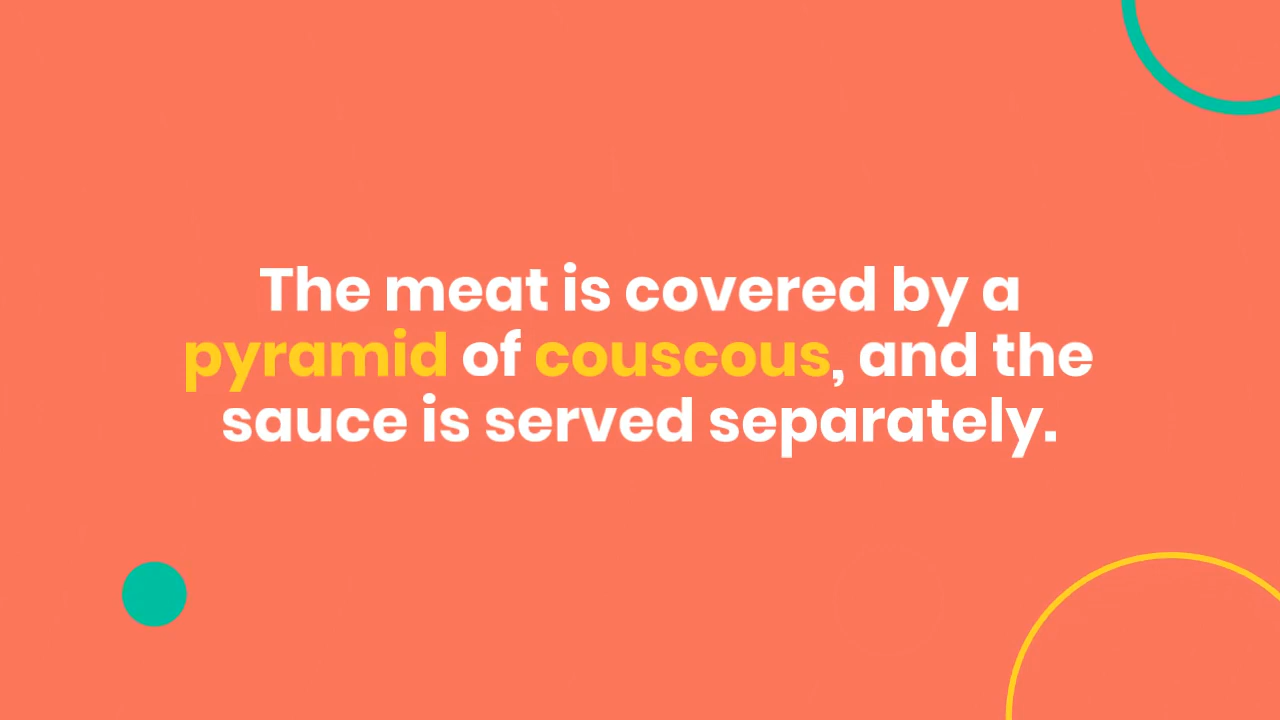 The meat is covered by a
pyramid of couscous, and the
sauce is served separately.